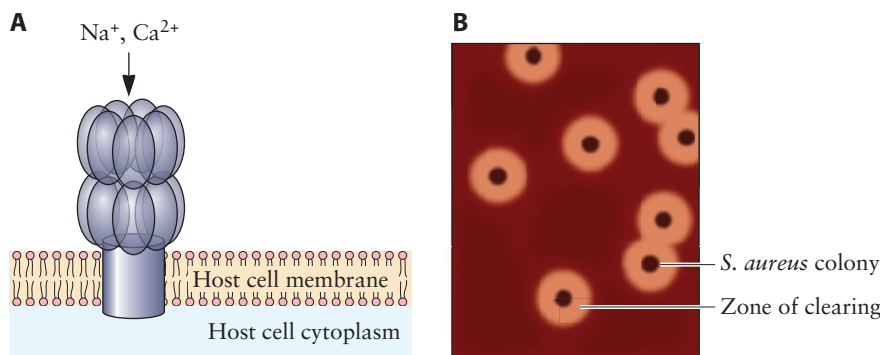 A
Na⁺, Ca²⁺
Host cell membrane
Host cell cytoplasm
B
S. aureus colony
Zone of clearing